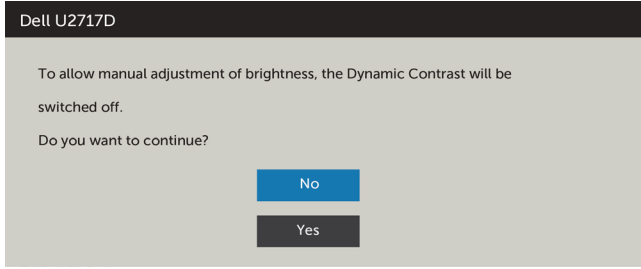 Dell U2717D
To allow manual adjustment of brightness, the Dynamic Contrast will be
switched off.
Do you want to continue?
No
Yes